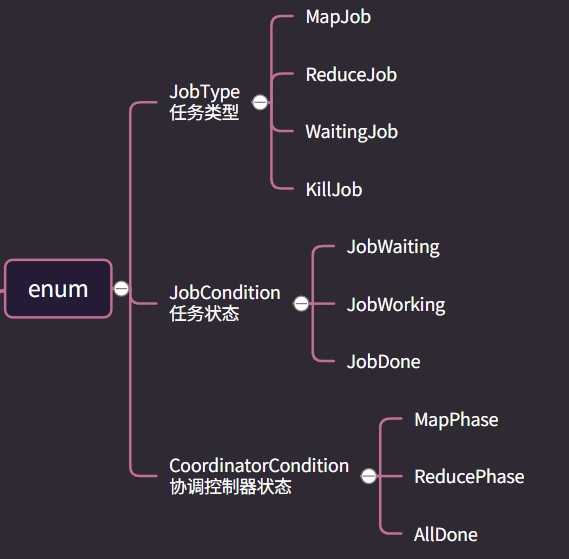 enum
JobType
任务类型
MapJob
ReduceJob
WaitingJob
KillJob
JobCondition
任务状态
JobWaiting
JobWorking
JobDone
CoordinatorCondition
协调控制器状态
MapPhase
ReducePhase
AllDone